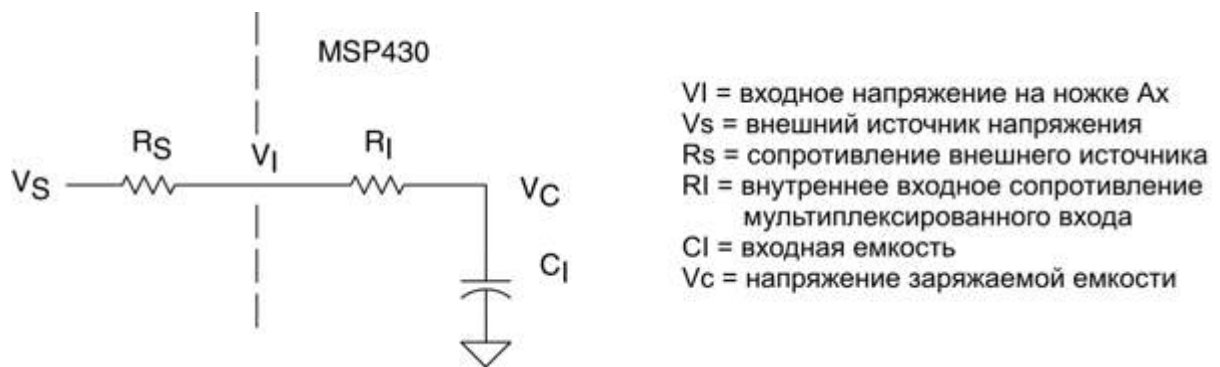 MSP430
RS
VI
RI
VS
VC
CI
VI = входное напряжение на ножке Ax
Vs = внешний источник напряжения
Rs = сопротивление внешнего источника
RI = внутреннее входное сопротивление
мультиплексированного входа
CI = входная емкость
Vc = напряжение заряжаемой емкости